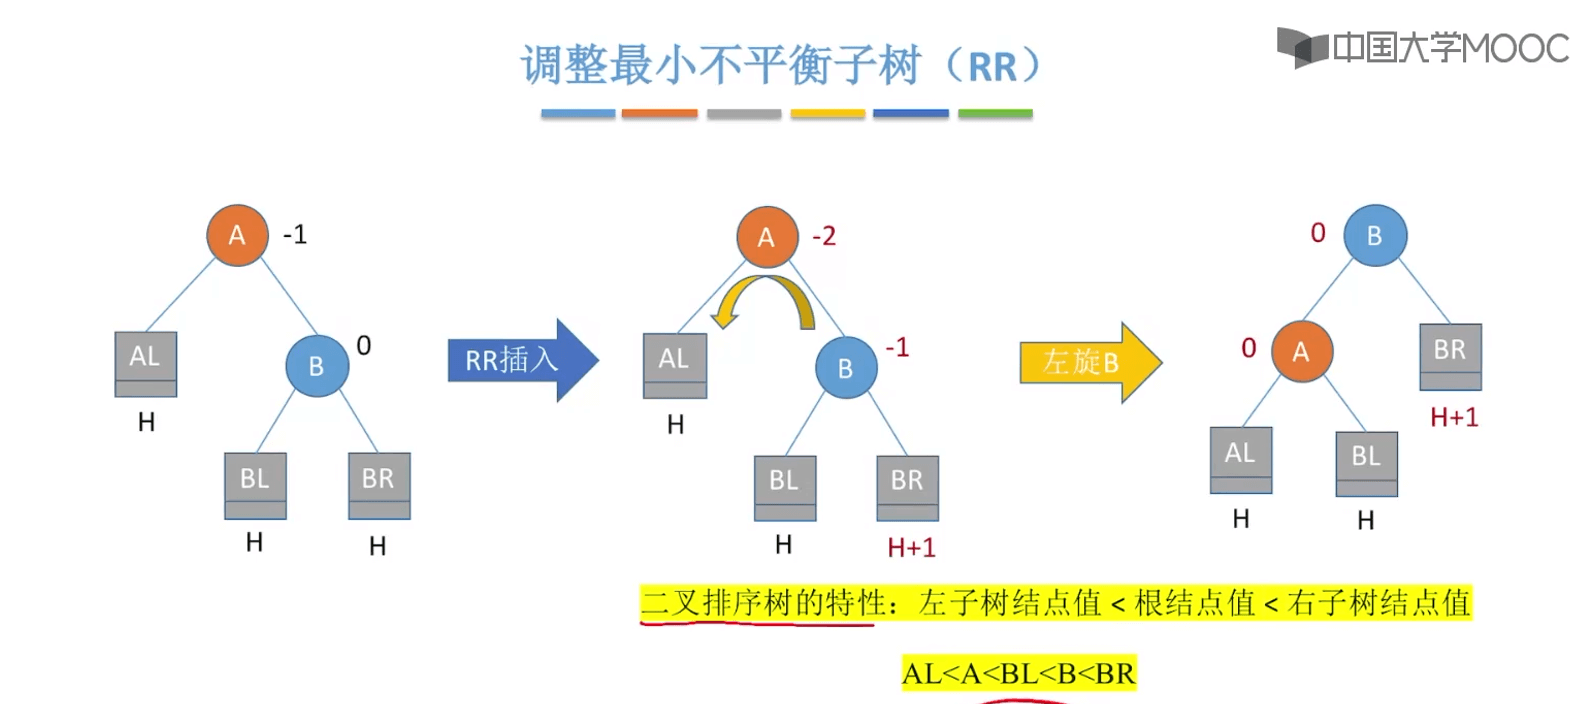 中国大学MOOC
调整最小不平衡子树（RR）
A -1
AL
H
B 0
BL
H
BR
H
RR插入
A -2
AL
H
B -1
BL
H
BR
H+1
左旋B
0 B
0 A
BR
H+1
AL
H
BL
H
二叉排序树的特性：左子树结点值 < 根结点值 < 右子树结点值
AL<A<BL<B<BR